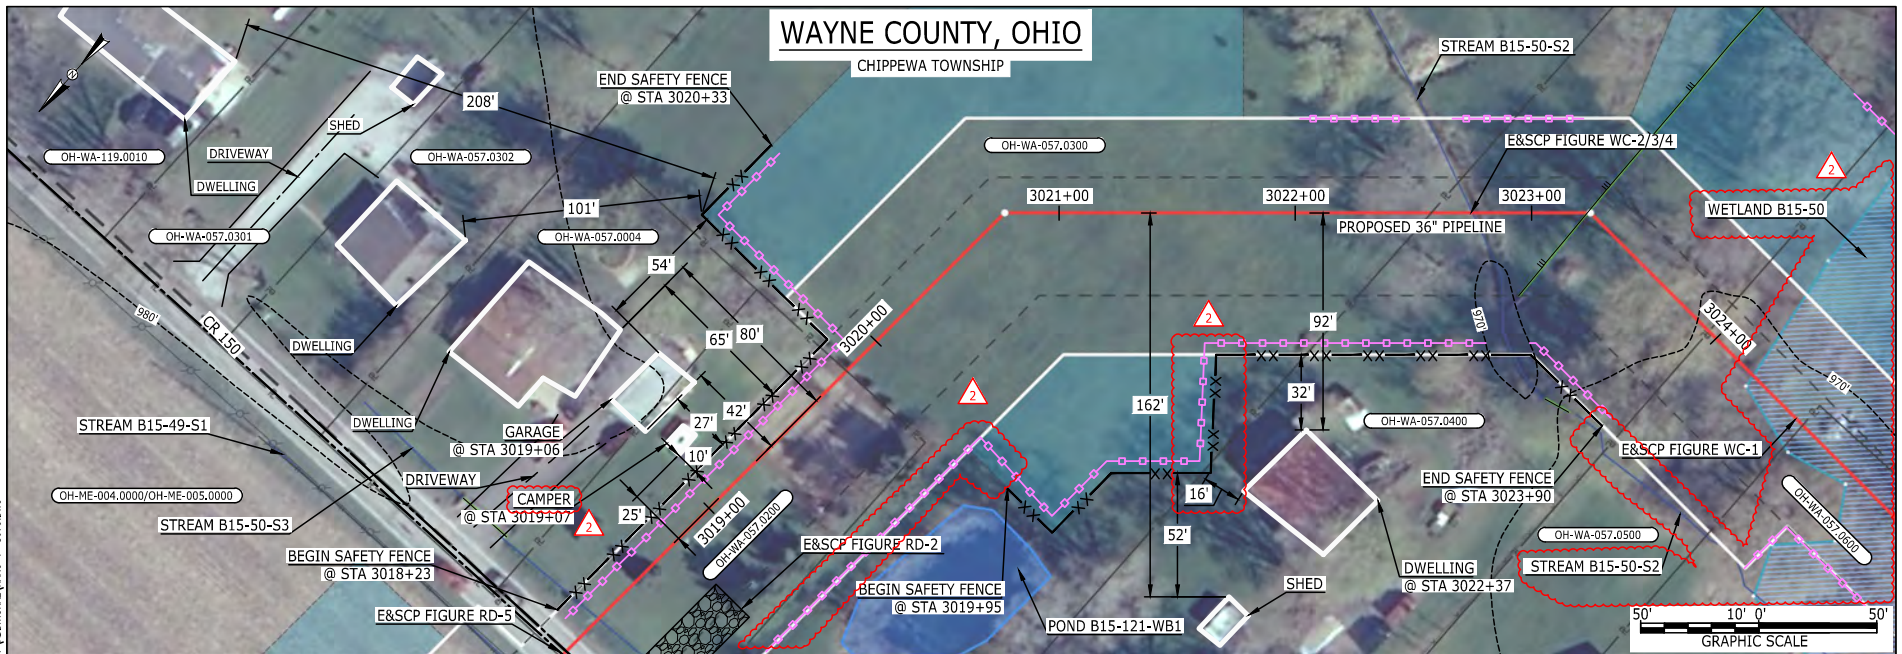 WAYNE COUNTY, OHIO
CHIPPEWA TOWNSHIP
STREAM B15-50-S2
END SAFETY FENCE
@ STA 3020+33
208'
SHED
DRIVEWAY
DWELLING
OH-WA-119.0010
OH-WA-057.0302
OH-WA-057.0300
E&SCP FIGURE WC-2/3/4
2
3021+00
3022+00
3023+00
WETLAND B15-50
PROPOSED 36" PIPELINE
101'
OH-WA-057.0301
OH-WA-057.0004
54'
980'
CR 150
DWELLING
65'
80'
3020+00
2
92'
970'
3024+00
970'
DWELLING
STREAM B15-49-S1
GARAGE
@ STA 3019+06
27'
42'
10'
2
162'
32'
OH-WA-057.0400
E&SCP FIGURE WC-1
DRIVEWAY
OH-ME-004.0000/OH-ME-005.0000
CAMPER
@ STA 3019+07
2
25'
3019+00
OH-WA-057.0200
16'
END SAFETY FENCE
@ STA 3023+90
OH-WA-057.0600
STREAM B15-50-S3
52'
OH-WA-057.0500
BEGIN SAFETY FENCE
@ STA 3018+23
E&SCP FIGURE RD-2
STREAM B15-50-S2
DWELLING
@ STA 3022+37
SHED
BEGIN SAFETY FENCE
@ STA 3019+95
E&SCP FIGURE RD-5
POND B15-121-WB1
50' 10' 0' 50'
GRAPHIC SCALE